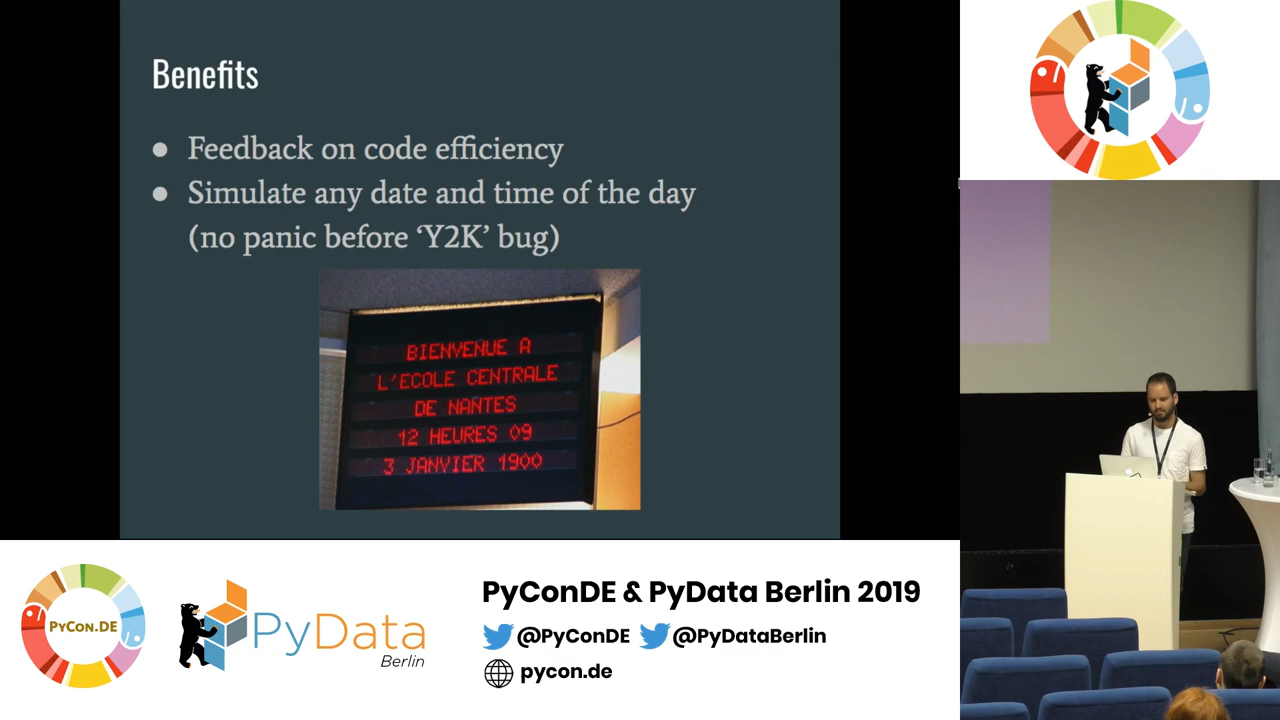 Benefits
● Feedback on code efficiency
● Simulate any date and time of the day
(no panic before ‘Y2K’ bug)
BIENVENUE A
L'ECOLE CENTRALE
DE NANTES
12 HEURES 09
3 JANVIER 1900
PyCon.DE
PyData
Berlin
PyConDE & PyData Berlin 2019
@PyConDE @PyDataBerlin
pycon.de